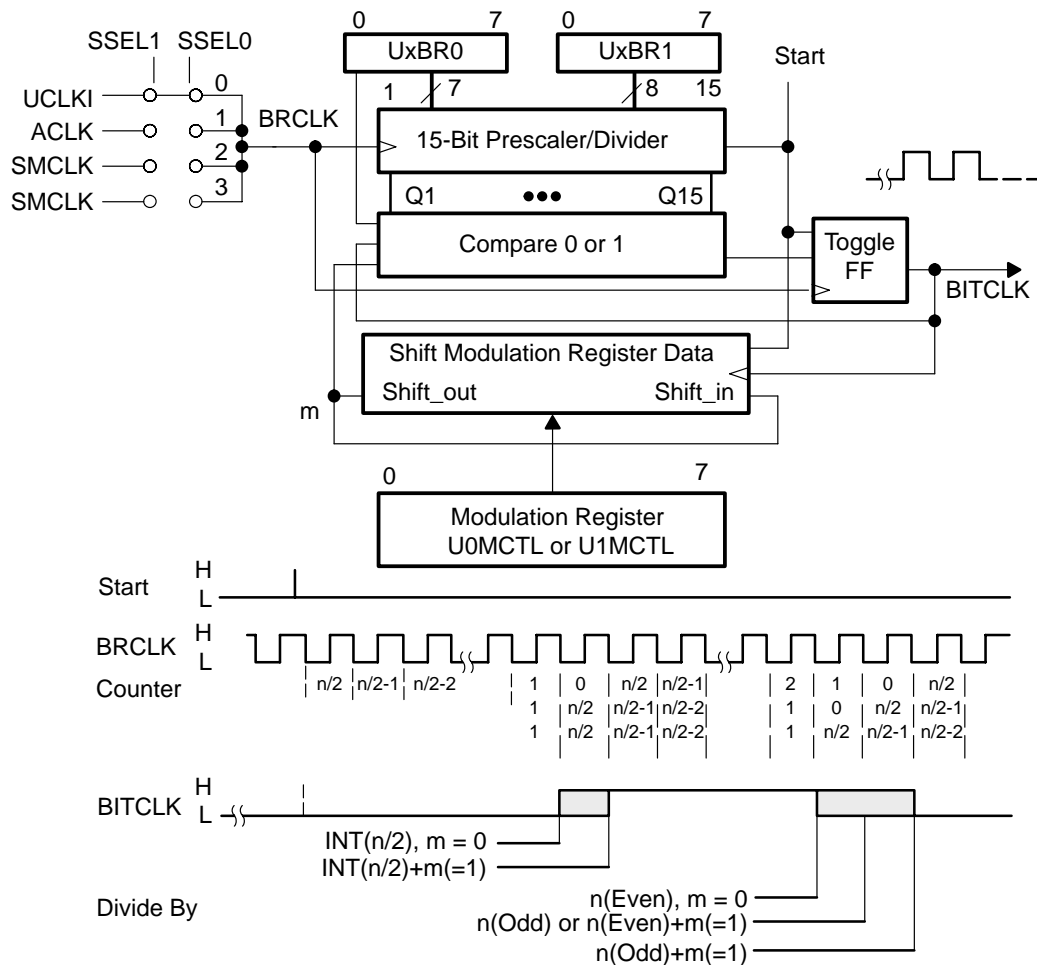 0 7 0 7
SSEL1 SSEL0 UxBR0 UxBR1 Start
0 1 7 8 15
UCLKI
1 BRCLK 15-Bit Prescaler/Divider
ACLK
2
SMCLK
3
SMCLK
Q1 ••• Q15
Compare 0 or 1
Toggle
FF
BITCLK
Shift Modulation Register Data
Shift_out Shift_in
m
0 7
Modulation Register
U0MCTL or U1MCTL
Start H
L
BRCLK H
L
Counter n/2 n/2-1 n/2-2 1 0 n/2 n/2-1 2 1 0 n/2
1 n/2 n/2-1 n/2-2 1 0 n/2 n/2-1
1 n/2 n/2-1 n/2-2 1 n/2 n/2-1 n/2-2
BITCLK H
L
INT(n/2), m = 0
INT(n/2)+m(=1)
Divide By
n(Even), m = 0
n(Odd) or n(Even)+m(=1)
n(Odd)+m(=1)